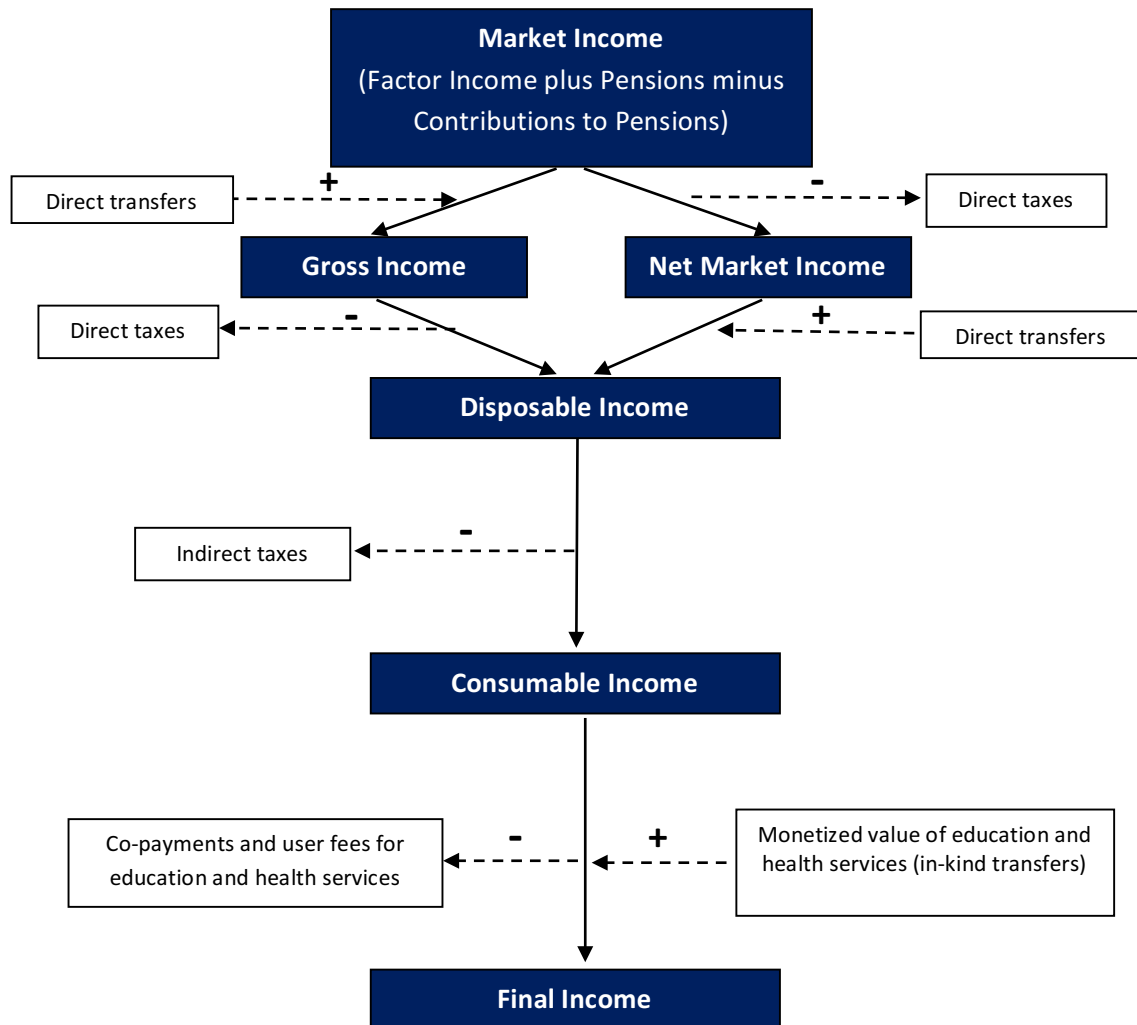 Market Income
(Factor Income plus Pensions minus
Contributions to Pensions)
+
-
Direct transfers
Direct taxes
Gross Income
Net Market Income
-
+
Direct taxes
Direct transfers
Disposable Income
-
Indirect taxes
Consumable Income
-
+
Co-payments and user fees for
education and health services
Monetized value of education and
health services (in-kind transfers)
Final Income